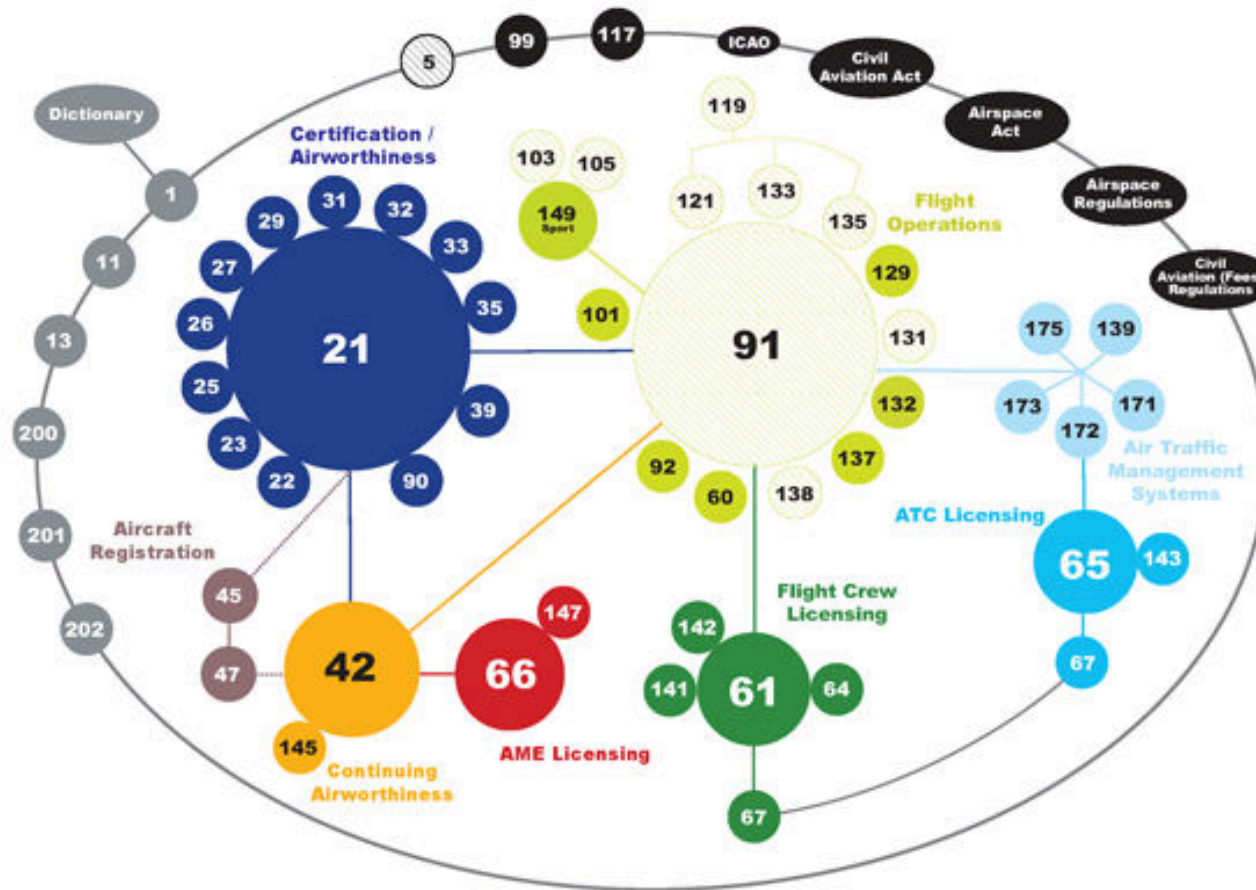 5
99
117
ICAO
Civil
Aviation Act
Airspace
Act
Airspace
Regulations
Civil
Aviation (Fees)
Regulations
Dictionary
1
11
13
200
201
202
Certification /
Airworthiness
31
32
29
33
27
35
26
21
25
39
23
22
90
103
105
149
Sport
101
119
121
133
135
Flight
Operations
129
91
131
132
137
138
60
92
175
139
173
171
172
Air Traffic
Management
Systems
ATC Licensing
65
143
67
Aircraft
Registration
45
47
42
145
Continuing
Airworthiness
147
66
AME Licensing
Flight Crew
Licensing
142
141
61
64
67